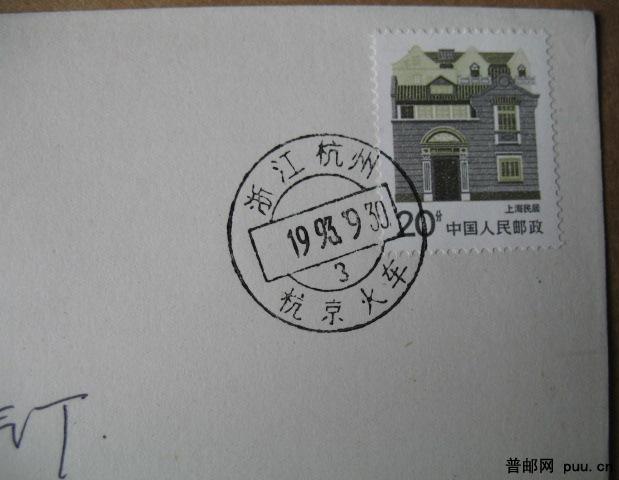 上海民居
20分 中国人民邮政
浙江杭州
1993.9.30
3
杭京火车
普邮网 puu.cn